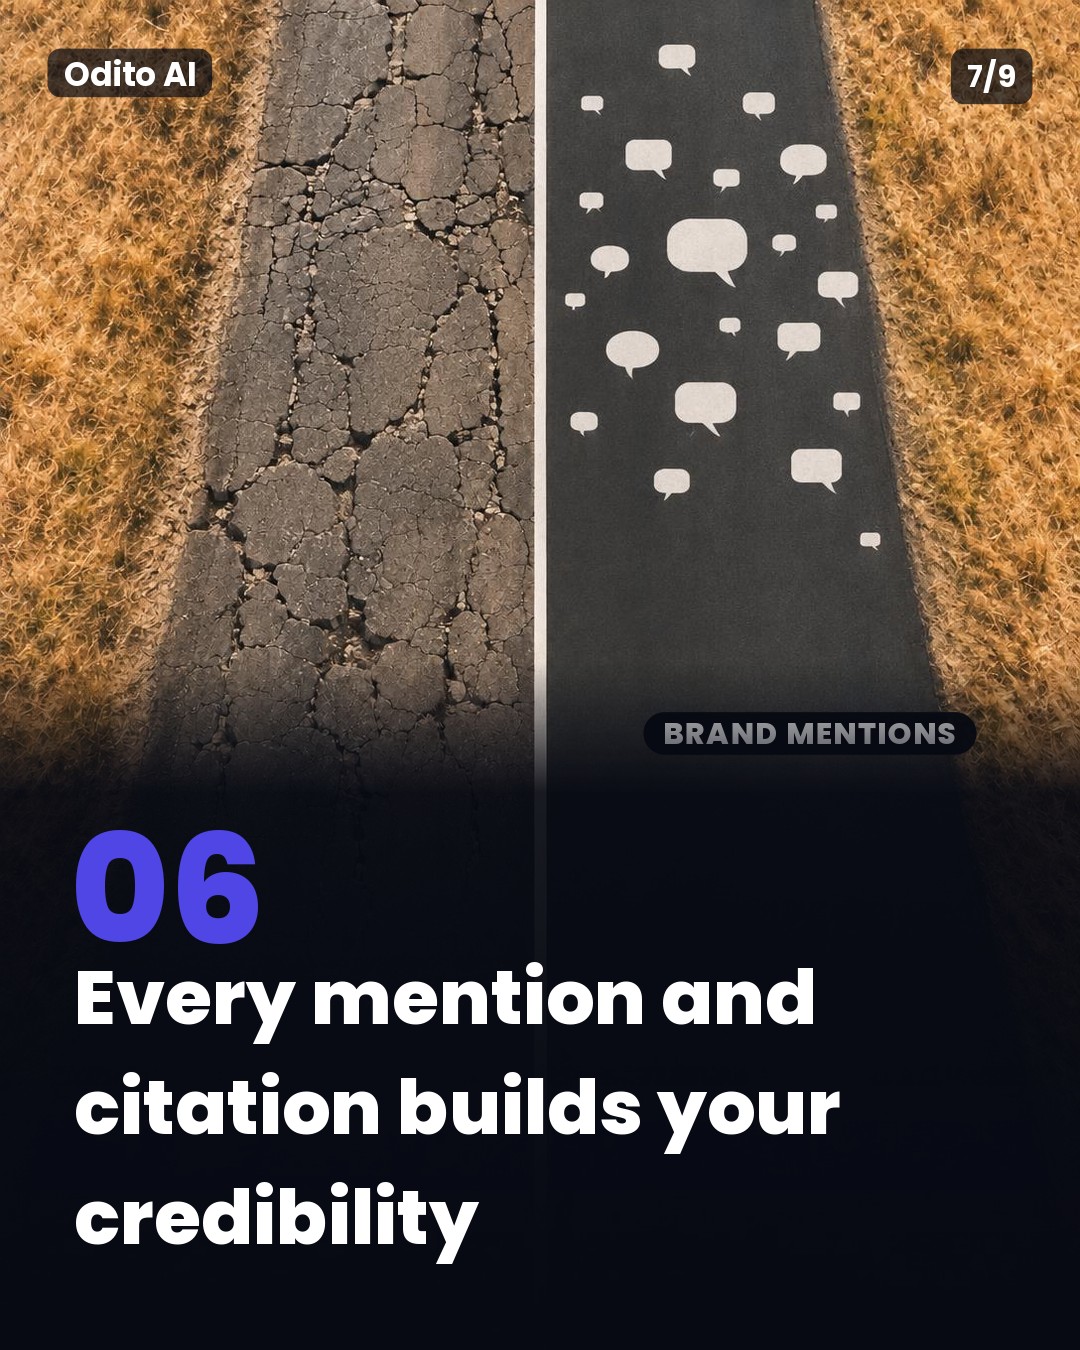 Odito AI
7/9
BRAND MENTIONS
06
Every mention and
citation builds your
credibility